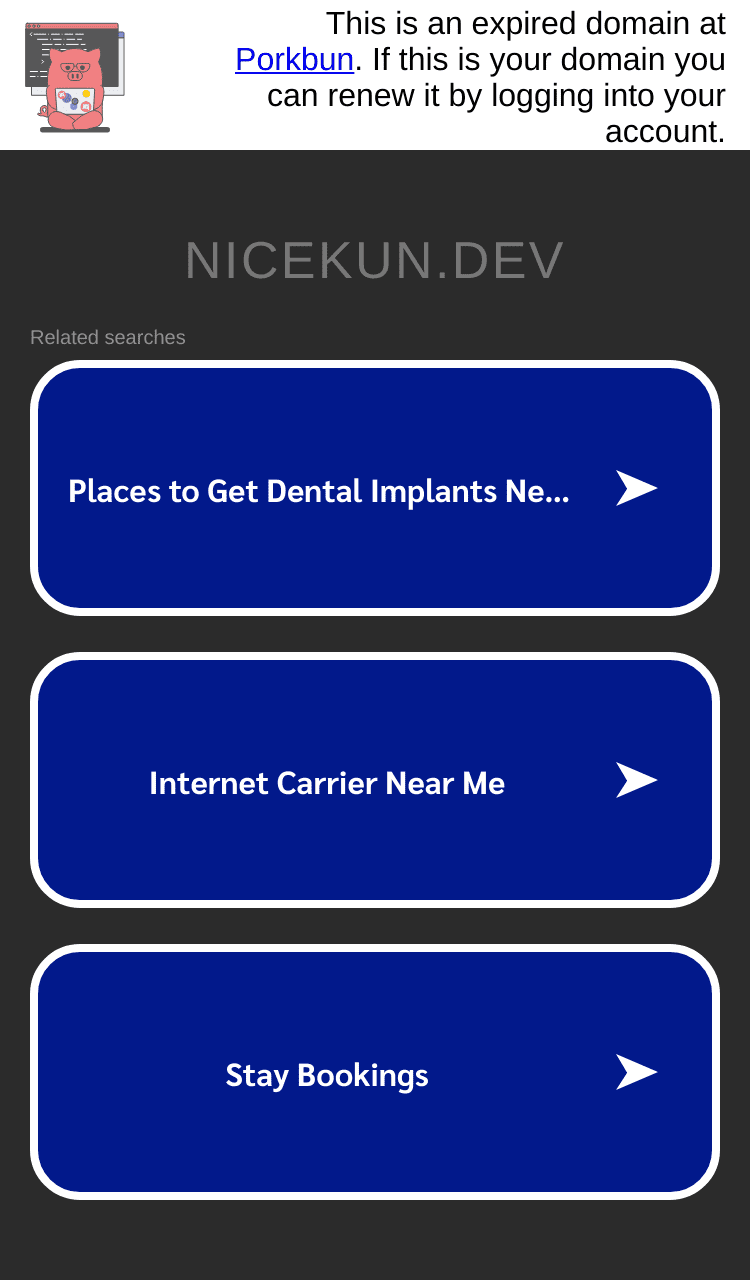 This is an expired domain at
Porkbun. If this is your domain you
can renew it by logging into your
account.
NICEKUN.DEV
Related searches
Places to Get Dental Implants Ne...
Internet Carrier Near Me
Stay Bookings